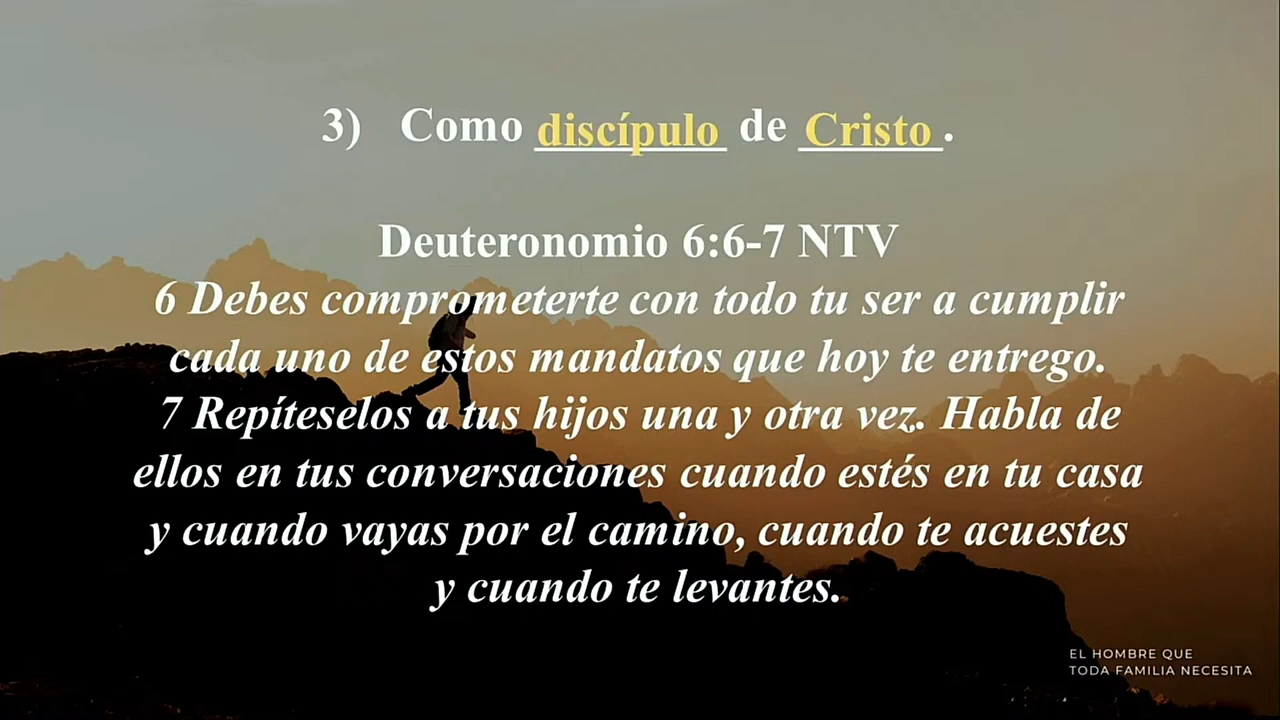 3) Como discípulo de Cristo.
Deuteronomio 6:6-7 NTV
6 Debes comprometerte con todo tu ser a cumplir
cada uno de estos mandatos que hoy te entrego.
7 Repíteselos a tus hijos una y otra vez. Habla de
ellos en tus conversaciones cuando estés en tu casa
y cuando vayas por el camino, cuando te acuestes
y cuando te levantes.
EL HOMBRE QUE
TODA FAMILIA NECESITA